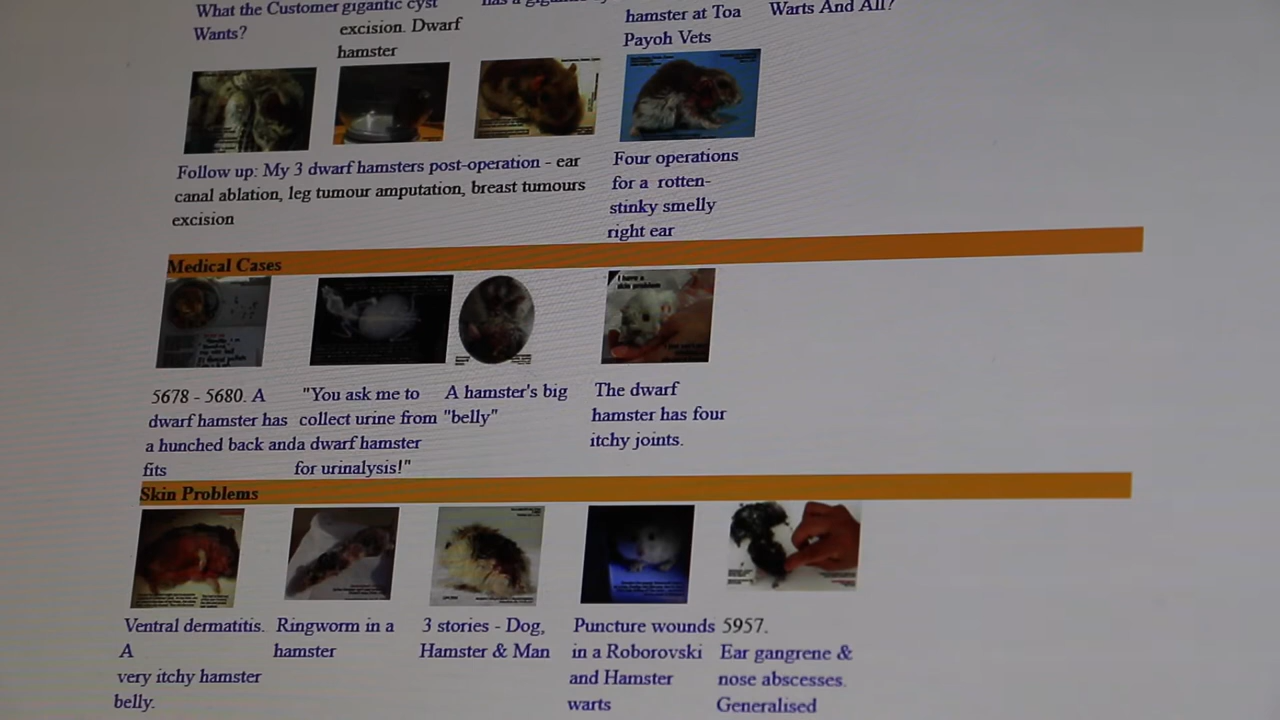 What the Customer
Wants?
gigantic cyst
excision. Dwarf
hamster
hamster at Toa
Payoh Vets
Warts And All?
Follow up: My 3 dwarf hamsters post-operation - ear
canal ablation, leg tumour amputation, breast tumours
excision
Four operations
for a rotten-
stinky smelly
right ear
Medical Cases
I have a
skin problem
5678 - 5680. A
dwarf hamster has
a hunched back and
fits
"You ask me to
collect urine from
a dwarf hamster
for urinalysis!"
A hamster's big
"belly"
The dwarf
hamster has four
itchy joints.
Skin Problems
Ventral dermatitis.
A
very itchy hamster
belly.
Ringworm in a
hamster
3 stories - Dog,
Hamster & Man
Puncture wounds
in a Roborovski
and Hamster
warts
5957.
Ear gangrene &
nose abscesses.
Generalised